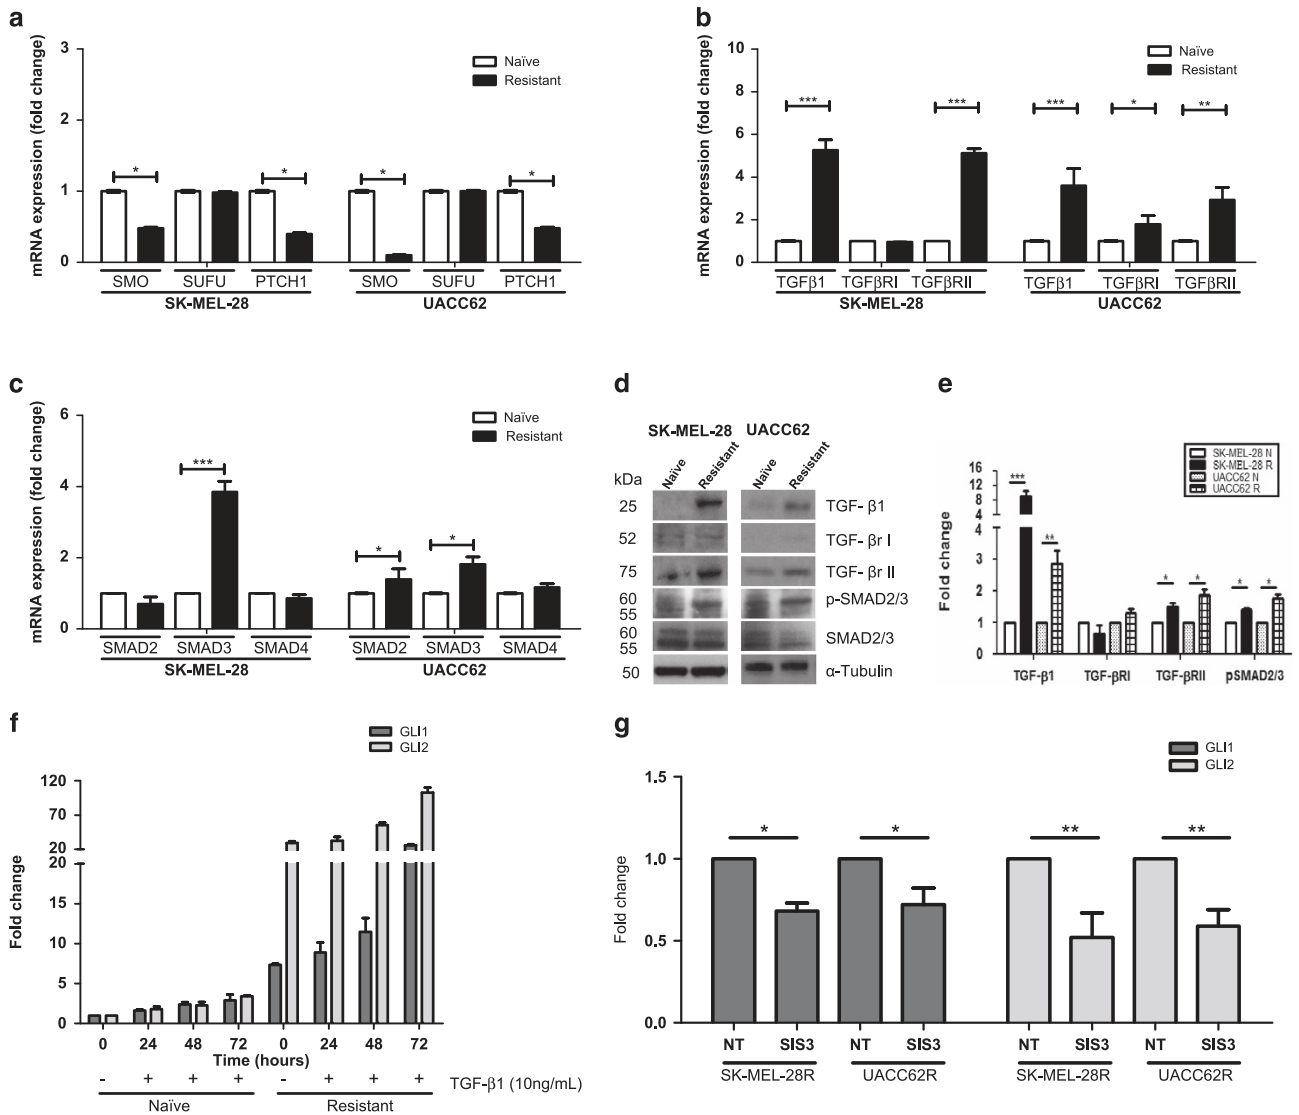 a
mRNA expression (fold change)
3
2
1
0
Naïve
Resistant
*
*
*
*
SMO SUFU PTCH1 SMO SUFU PTCH1
SK-MEL-28 UACC62
b
mRNA expression (fold change)
10
8
6
4
2
0
Naïve
Resistant
*** *** *** * **
TGFβ1 TGFβRI TGFβRII TGFβ1 TGFβRI TGFβRII
SK-MEL-28 UACC62
c
mRNA expression (fold change)
6
4
2
0
Naïve
Resistant
***
* *
SMAD2 SMAD3 SMAD4 SMAD2 SMAD3 SMAD4
SK-MEL-28 UACC62
d
SK-MEL-28 UACC62
kDa Naïve Resistant Naïve Resistant
25 TGF- β1
52 TGF- βr I
75 TGF- βr II
60 p-SMAD2/3
55
60 SMAD2/3
55
50 α-Tubulin
e
SK-MEL-28 N
SK-MEL-28 R
UACC62 N
UACC62 R
Fold change
16
12
8
4
4
3
2
1
0
*** ** * * * *
TGF-β1 TGF-βRI TGF-βRII pSMAD2/3
f
GLI1
GLI2
Fold change
120
70
20
20
15
10
5
0
0 24 48 72 0 24 48 72
Time (hours)
- + + + - + + + TGF-β1 (10ng/mL)
Naïve Resistant
g
GLI1
GLI2
Fold change
1.5
1.0
0.5
0.0
* * ** **
NT SIS3 NT SIS3 NT SIS3 NT SIS3
SK-MEL-28R UACC62R SK-MEL-28R UACC62R